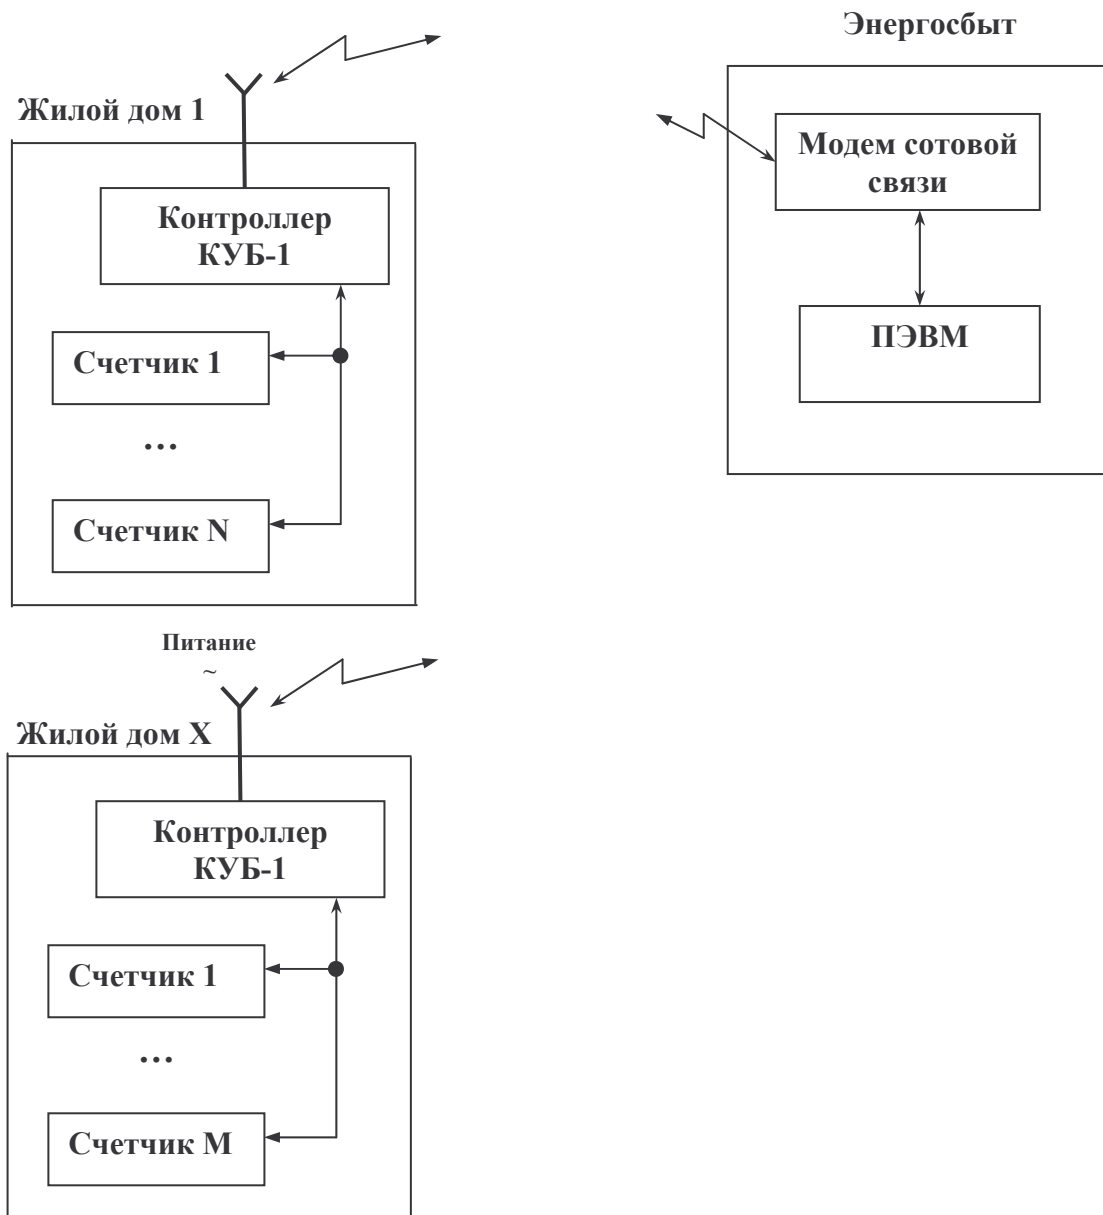 Энергосбыт
Жилой дом 1
Модем сотовой
связи
Контроллер
КУБ-1
ПЭВМ
Счетчик 1
...
Счетчик N
Питание
~
Жилой дом X
Контроллер
КУБ-1
Счетчик 1
...
Счетчик M